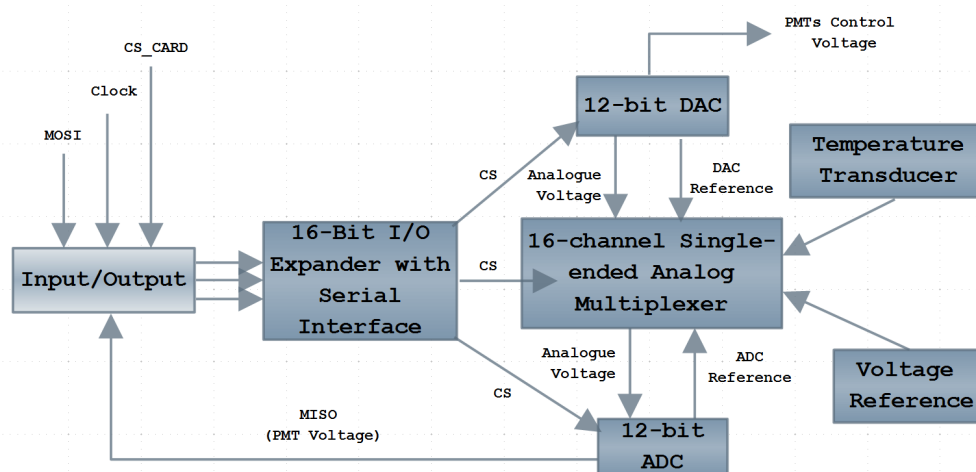 PMTs Control
Voltage
CS_CARD
Clock
MOSI
12-bit DAC
Temperature
Transducer
CS
Analogue
Voltage
DAC
Reference
16-Bit I/O
Expander with
Serial
Interface
16-channel Single-
ended Analog
Multiplexer
Input/Output
CS
Analogue
Voltage
ADC
Reference
Voltage
Reference
CS
MISO
(PMT Voltage)
12-bit
ADC